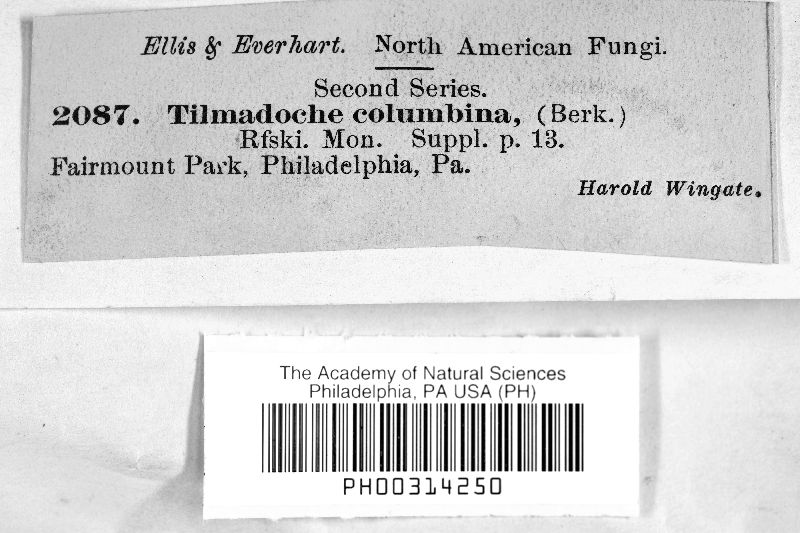 Ellis & Everhart. North American Fungi.
Second Series.
2087. Tilmadoche columbina, (Berk.)
Rfski. Mon. Suppl. p. 13.
Fairmount Park, Philadelphia, Pa.
Harold Wingate.
The Academy of Natural Sciences
Philadelphia, PA USA (PH)
PH00314250